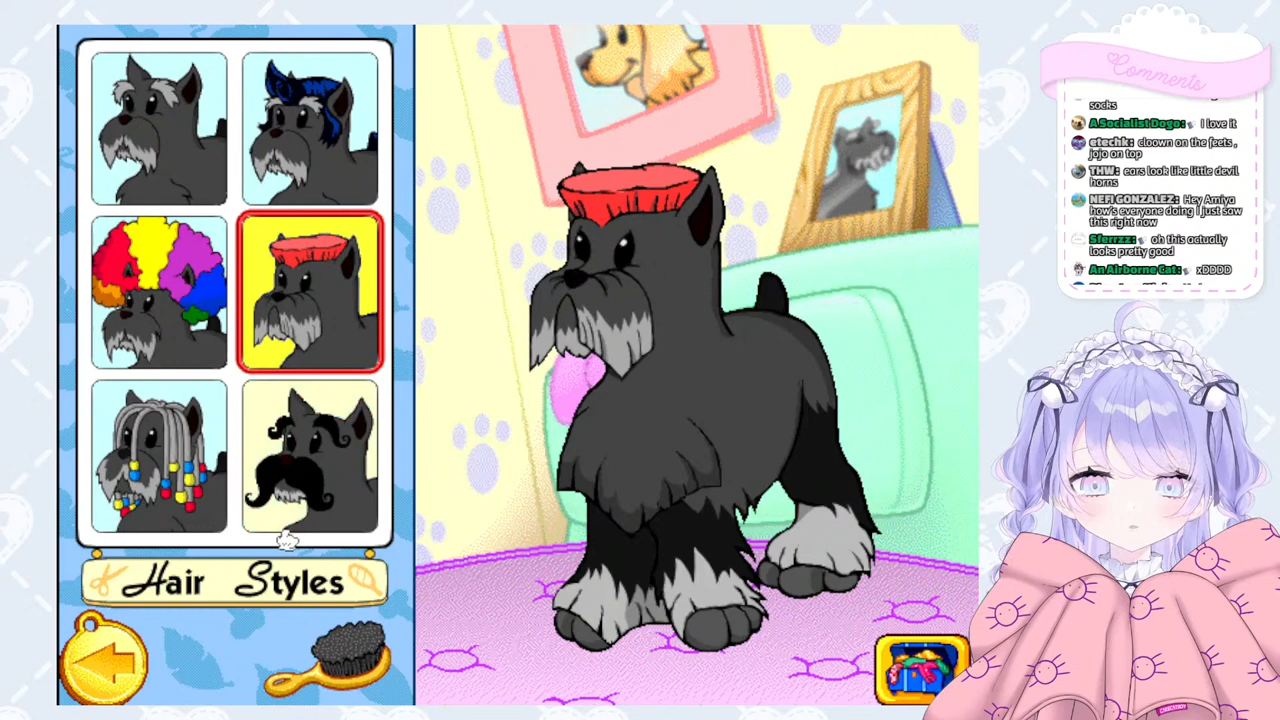 Comments
socks
A Socialist Dogo: I love it
etechk: cloown on the feets ,
jojo on top
THW: ears look like little devil
horns
NEFI GONZALEZ: Hey Amiya
how's everyone doing I just saw
this right now
Sferrzz: oh this actually
looks pretty good
An Airborne Cat: xDDDD
Hair Styles